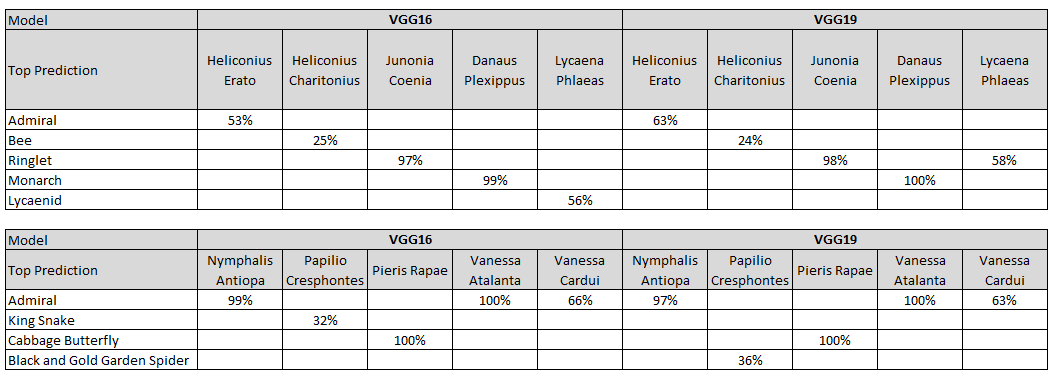 Model VGG16 VGG19
Top Prediction Heliconius Erato Heliconius Charitonius Junonia Coenia Danaus Plexippus Lycaena Phlaeas Heliconius Erato Heliconius Charitonius Junonia Coenia Danaus Plexippus Lycaena Phlaeas
Admiral 53% 63%
Bee 25% 24%
Ringlet 97% 98% 58%
Monarch 99% 100%
Lycaenid 56%
Model VGG16 VGG19
Top Prediction Nymphalis Antiopa Papilio Cresphontes Pieris Rapae Vanessa Atalanta Vanessa Cardui Nymphalis Antiopa Papilio Cresphontes Pieris Rapae Vanessa Atalanta Vanessa Cardui
Admiral 99% 100% 66% 97% 100% 63%
King Snake 32%
Cabbage Butterfly 100% 100%
Black and Gold Garden Spider 36%